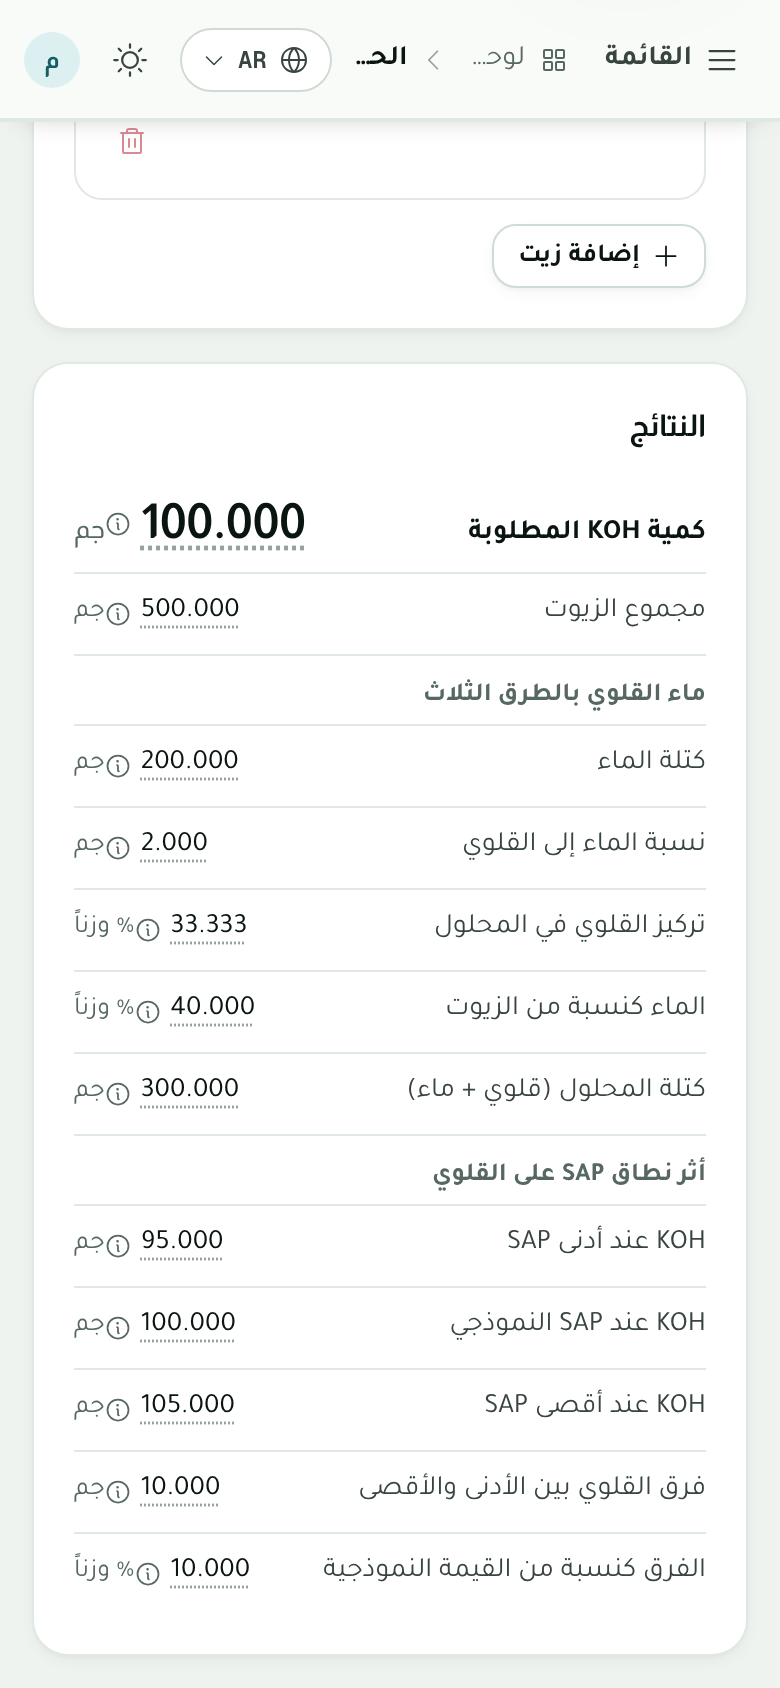 القائمة لوحـ... الحـ... AR م
إضافة زيت
النتائج
كمية KOH المطلوبة 100.000 جم
مجموع الزيوت 500.000 جم
ماء القلوي بالطرق الثلاث
كتلة الماء 200.000 جم
نسبة الماء إلى القلوي 2.000 جم
تركيز القلوي في المحلول 33.333 % وزناً
الماء كنسبة من الزيوت 40.000 % وزناً
كتلة المحلول (قلوي + ماء) 300.000 جم
أثر نطاق SAP على القلوي
KOH عند أدنى SAP 95.000 جم
KOH عند SAP النموذجي 100.000 جم
KOH عند أقصى SAP 105.000 جم
فرق القلوي بين الأدنى والأقصى 10.000 جم
الفرق كنسبة من القيمة النموذجية 10.000 % وزناً